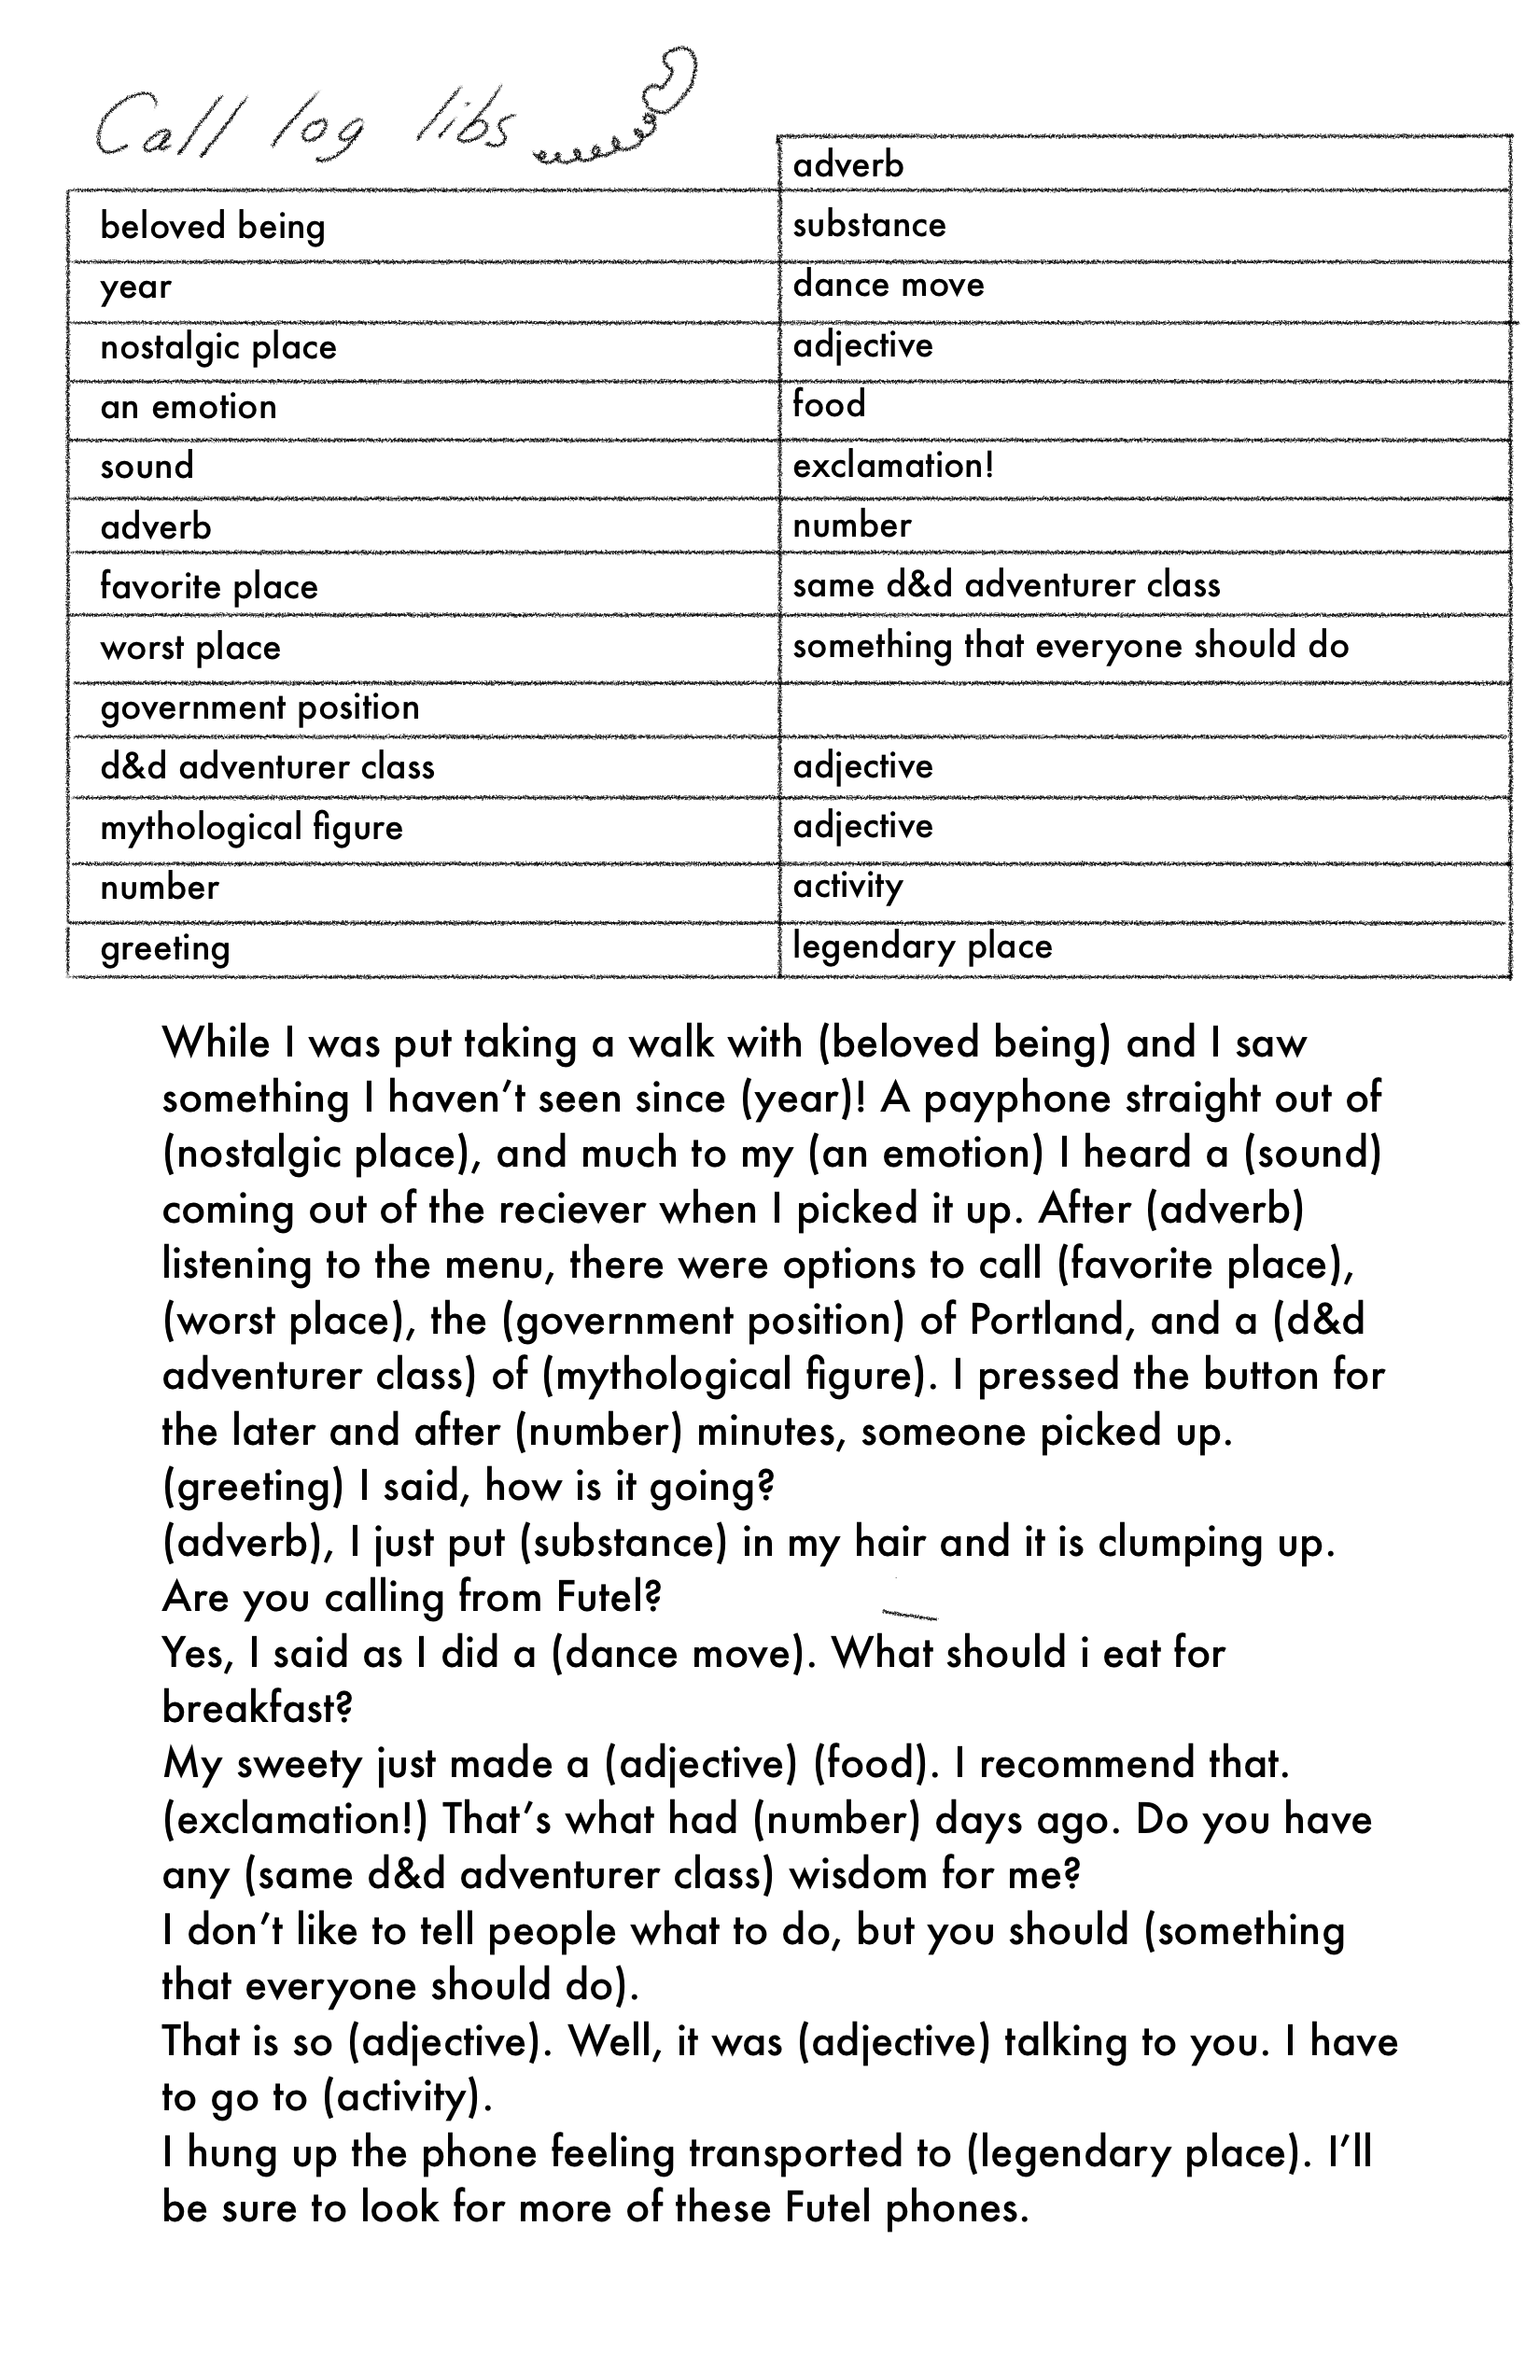 Call log libs
beloved being
year
nostalgic place
an emotion
sound
adverb
favorite place
worst place
government position
d&d adventurer class
mythological figure
number
greeting
adverb
substance
dance move
adjective
food
exclamation!
number
same d&d adventurer class
something that everyone should do
adjective
adjective
activity
legendary place
While I was put taking a walk with (beloved being) and I saw
something I haven't seen since (year)! A payphone straight out of
(nostalgic place), and much to my (an emotion) I heard a (sound)
coming out of the reciever when I picked it up. After (adverb)
listening to the menu, there were options to call (favorite place),
(worst place), the (government position) of Portland, and a (d&d
adventurer class) of (mythological figure). I pressed the button for
the later and after (number) minutes, someone picked up.
(greeting) I said, how is it going?
(adverb), I just put (substance) in my hair and it is clumping up.
Are you calling from Futel?
Yes, I said as I did a (dance move). What should i eat for
breakfast?
My sweety just made a (adjective) (food). I recommend that.
(exclamation!) That's what had (number) days ago. Do you have
any (same d&d adventurer class) wisdom for me?
I don't like to tell people what to do, but you should (something
that everyone should do).
That is so (adjective). Well, it was (adjective) talking to you. I have
to go to (activity).
I hung up the phone feeling transported to (legendary place). I'll
be sure to look for more of these Futel phones.